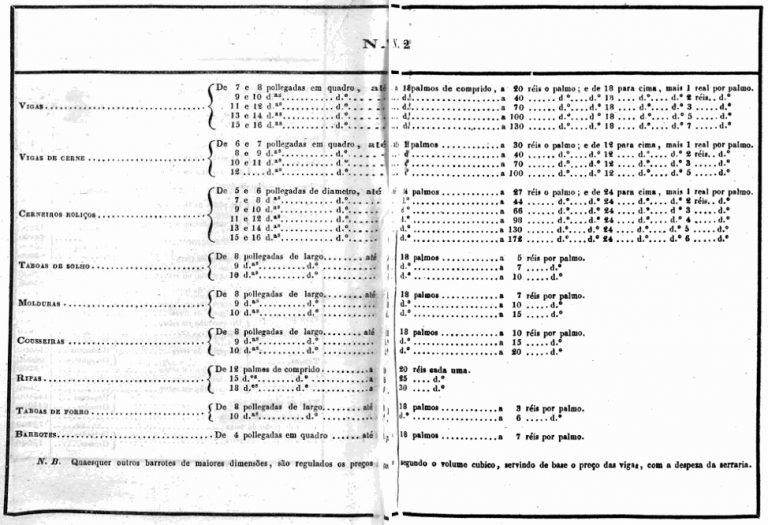 N. N. 2
VIGAS { De 7 e 8 pollegadas em quadro, até a 18 palmos de comprido, a 20 réis o palmo; e de 18 para cima, mais 1 real por palmo.
9 e 10 d.as d.o d. a 40 d.o d.o 18 d.o d.o 2 réis d.o
11 e 12 d.as d.o d. a 70 d.o d.o 18 d.o d.o 3 d.o
13 e 14 d.as d.o d. a 100 d.o d.o 18 d.o d.o 5 d.o
15 e 16 d.as d.o d. a 130 d.o d.o 18 d.o d.o 7 d.o
VIGAS DE CERNE { De 6 e 7 pollegadas em quadro, até palmos a 30 réis o palmo; e de 12 para cima, mais 1 real por palmo.
8 e 9 d.as d.o a 40 d.o d.o 12 d.o d.o 2 réis d.o
10 e 11 d.as d.o a 70 d.o d.o 12 d.o d.o 3 d.o
12 d.o a 100 d.o d.o 12 d.o d.o 5 d.o
CERNEIROS ROLIÇOS { De 5 e 6 pollegadas de diametro, até palmos a 27 réis o palmo; e de 24 para cima, mais 1 real por palmo.
7 e 8 d.as d.o a 44 d.o d.o 24 d.o d.o 2 réis d.o
9 e 10 d.as d.o a 66 d.o d.o 24 d.o d.o 3 d.o
11 e 12 d.as d.o d.o a 98 d.o d.o 24 d.o d.o 4 d.o
13 e 14 d.as d.o d.o a 130 d.o d.o 24 d.o d.o 5 d.o
15 e 16 d.as d.o d.o a 172 d.o d.o 24 d.o d.o 6 d.o
TABOAS DE SOLHO { De 8 pollegadas de largo até 18 palmos a 5 réis por palmo.
9 d.as d.o d.o a 7 d.o
10 d.as d.o d.o a 10 d.o
MOLDURAS { De 8 pollegadas de largo até 18 palmos a 7 réis por palmo.
9 d.as d.o d.o a 10 d.o
10 d.as d.o d.o a 15 d.o
COUSSEIRAS { De 8 pollegadas de largo até 18 palmos a 10 réis por palmo.
9 d.as d.o d.o a 15 d.o
10 d.as d.o d.o a 20 d.o
RIPAS { De 12 palmos de comprido a 20 réis cada uma.
15 d.os d.o a 25 d.o
18 d.os d.o a 30 d.o
TABOAS DE FORRO { De 8 pollegadas de largo até 18 palmos a 3 réis por palmo.
10 d.as d.o d.o a 6 d.o
BARROTES De 4 pollegadas em quadro até 18 palmos a 7 réis por palmo.
N. B. Quaesquer outros barrotes de maiores dimensões, são regulados os preços segundo o volume cubico, servindo de base o preço das vigas, com a despeza da serraria.